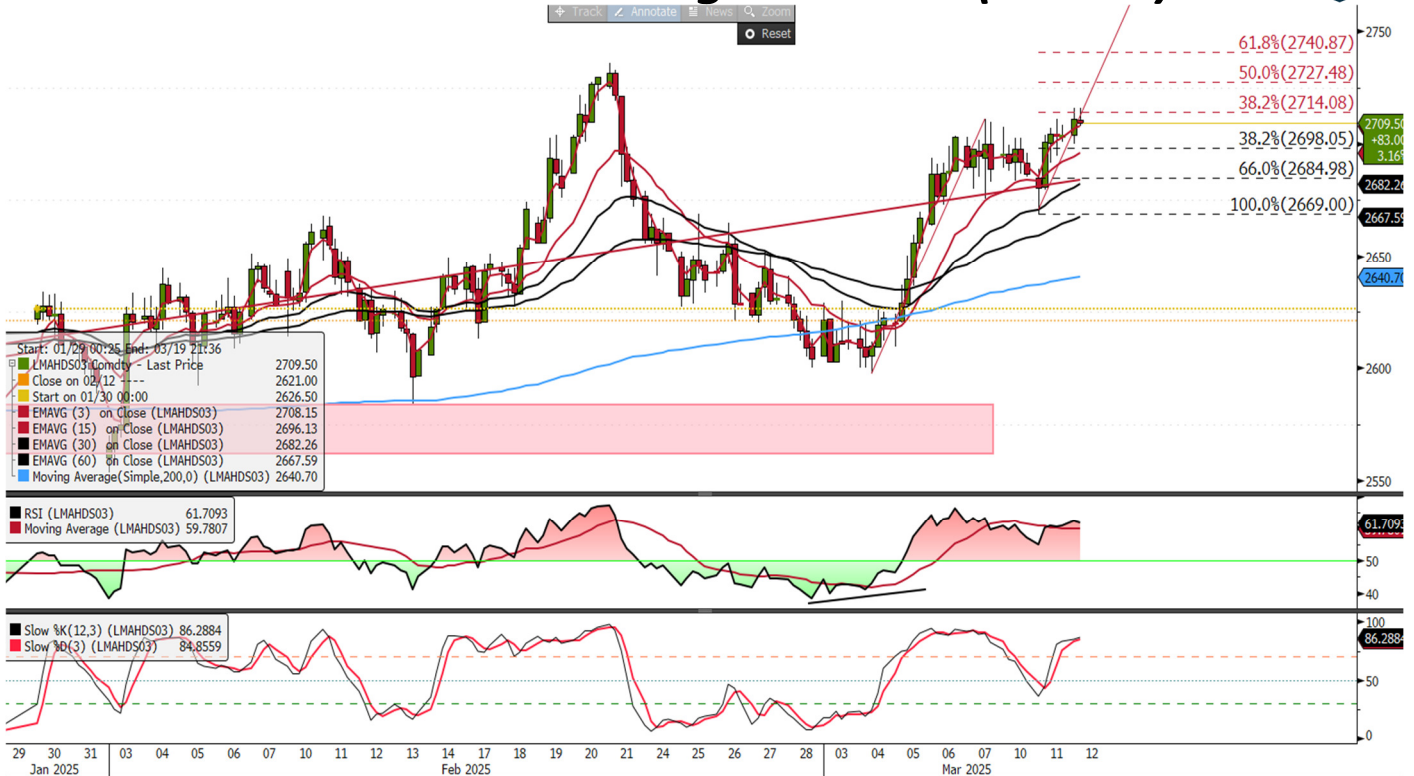 Track Annotate News Zoom
Reset
2750
61.8%(2740.87)
50.0%(2727.48)
38.2%(2714.08)
2709.50
+83.00
3.16%
38.2%(2698.05)
66.0%(2684.98)
2682.26
100.0%(2669.00)
2667.59
2650
2640.70
2600
2550
Start: 01/29 00:25 End: 03/19 21:36
LMAHDS03 Comdty - Last Price 2709.50
Close on 02/12 ---- 2621.00
Start on 01/30 00:00 2626.50
EMAVG (3) on Close (LMAHDS03) 2708.15
EMAVG (15) on Close (LMAHDS03) 2696.13
EMAVG (30) on Close (LMAHDS03) 2682.26
EMAVG (60) on Close (LMAHDS03) 2667.59
Moving Average(Simple,200,0) (LMAHDS03) 2640.70
RSI (LMAHDS03) 61.7093
Moving Average (LMAHDS03) 59.7807
61.7093
50
40
Slow %K(12,3) (LMAHDS03) 86.2884
Slow %D(3) (LMAHDS03) 84.8559
100
86.2884
50
0
29 30 31 03 04 05 06 07 10 11 12 13 14 17 18 19 20 21 24 25 26 27 28 03 04 05 06 07 10 11 12
Jan 2025 Feb 2025 Mar 2025